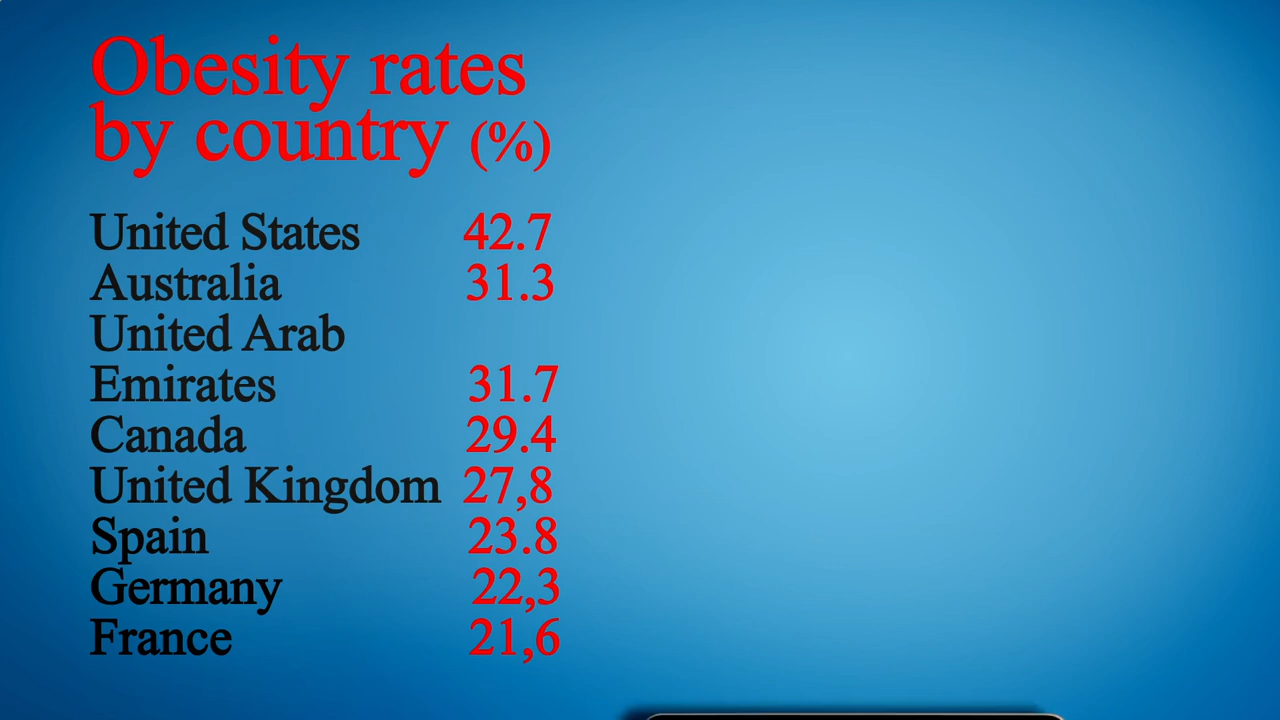 Obesity rates
by country (%)
United States 42.7
Australia 31.3
United Arab
Emirates 31.7
Canada 29.4
United Kingdom 27,8
Spain 23.8
Germany 22,3
France 21,6